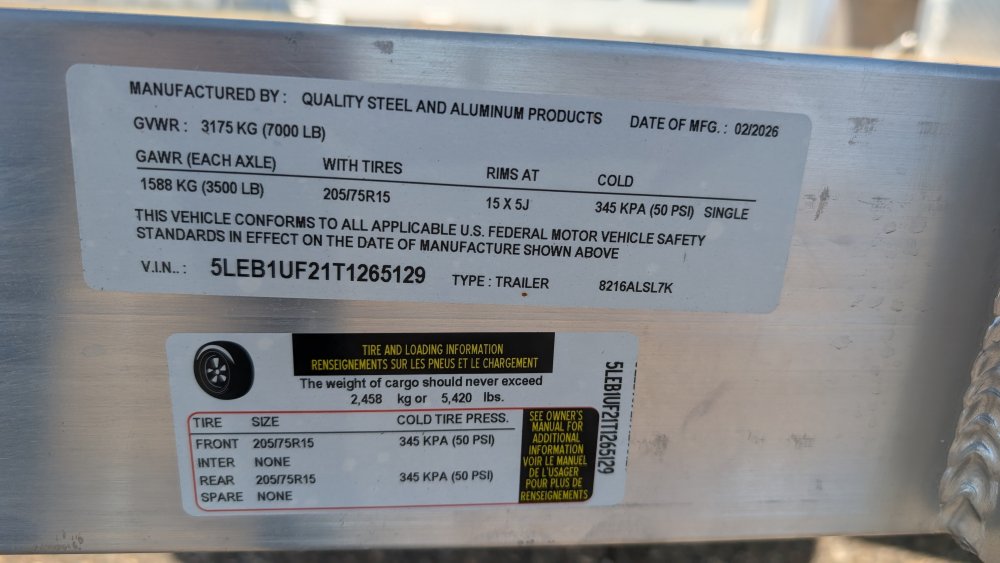 MANUFACTURED BY : QUALITY STEEL AND ALUMINUM PRODUCTS DATE OF MFG. : 02/2026
GVWR : 3175 KG (7000 LB)
GAWR (EACH AXLE) WITH TIRES RIMS AT COLD
1588 KG (3500 LB) 205/75R15 15 X 5J 345 KPA (50 PSI) SINGLE
THIS VEHICLE CONFORMS TO ALL APPLICABLE U.S. FEDERAL MOTOR VEHICLE SAFETY
STANDARDS IN EFFECT ON THE DATE OF MANUFACTURE SHOWN ABOVE
V.I.N.. : 5LEB1UF21T1265129 TYPE : TRAILER 8216ALSL7K
TIRE AND LOADING INFORMATION
RENSEIGNEMENTS SUR LES PNEUS ET LE CHARGEMENT
The weight of cargo should never exceed
2,458 kg or 5,420 lbs.
TIRE SIZE COLD TIRE PRESS.
FRONT 205/75R15 345 KPA (50 PSI)
INTER NONE
REAR 205/75R15 345 KPA (50 PSI)
SPARE NONE
SEE OWNER'S
MANUAL FOR
ADDITIONAL
INFORMATION
VOIR LE MANUEL
DE L'USAGER
POUR PLUS DE
RENSEIGNEMENTS
5LEB1UF21T1265129